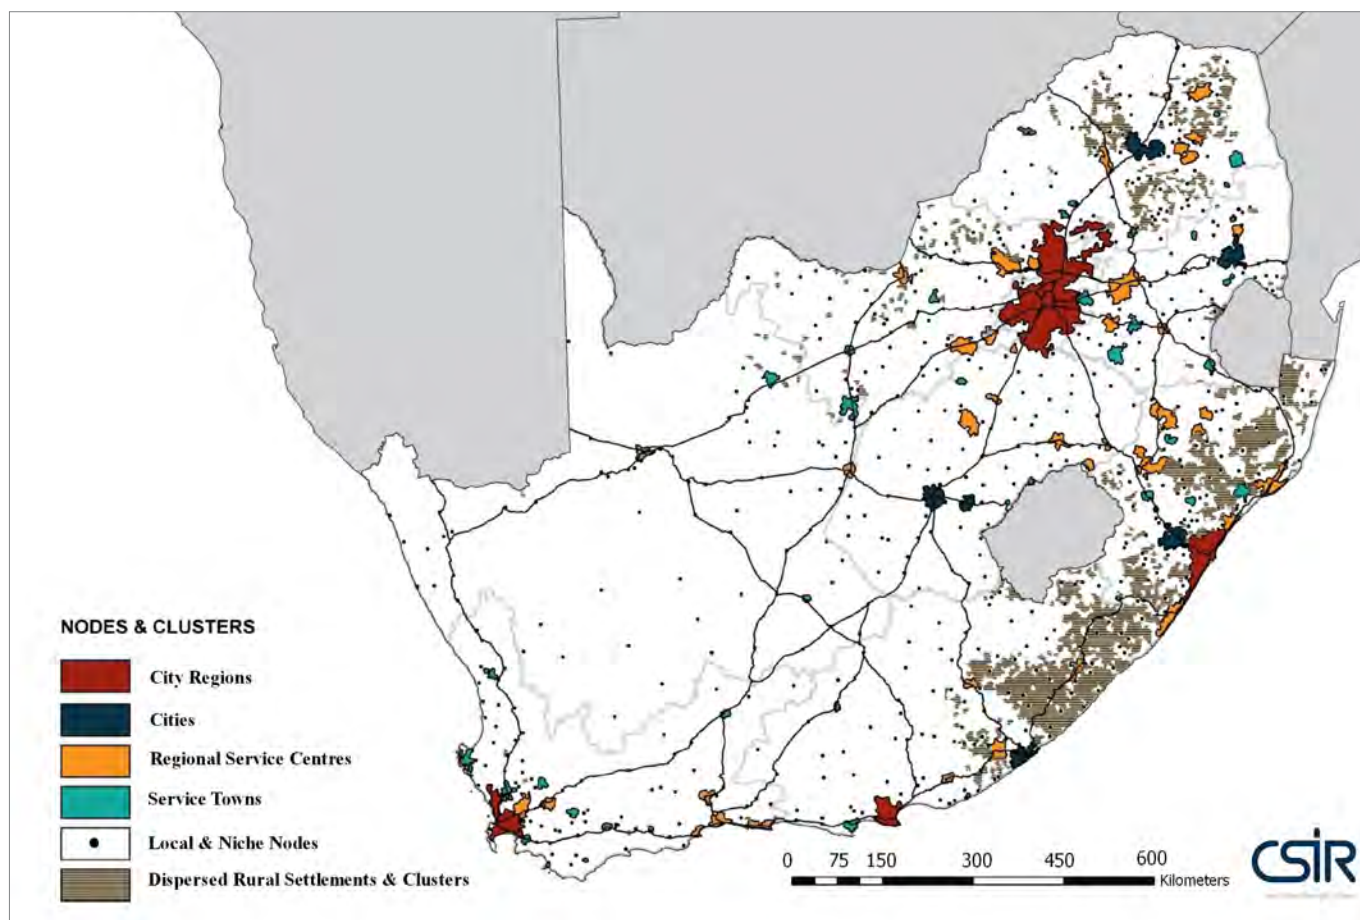 NODES & CLUSTERS
City Regions
Cities
Regional Service Centres
Service Towns
Local & Niche Nodes
Dispersed Rural Settlements & Clusters
0 75 150 300 450 600
Kilometers
CSIR